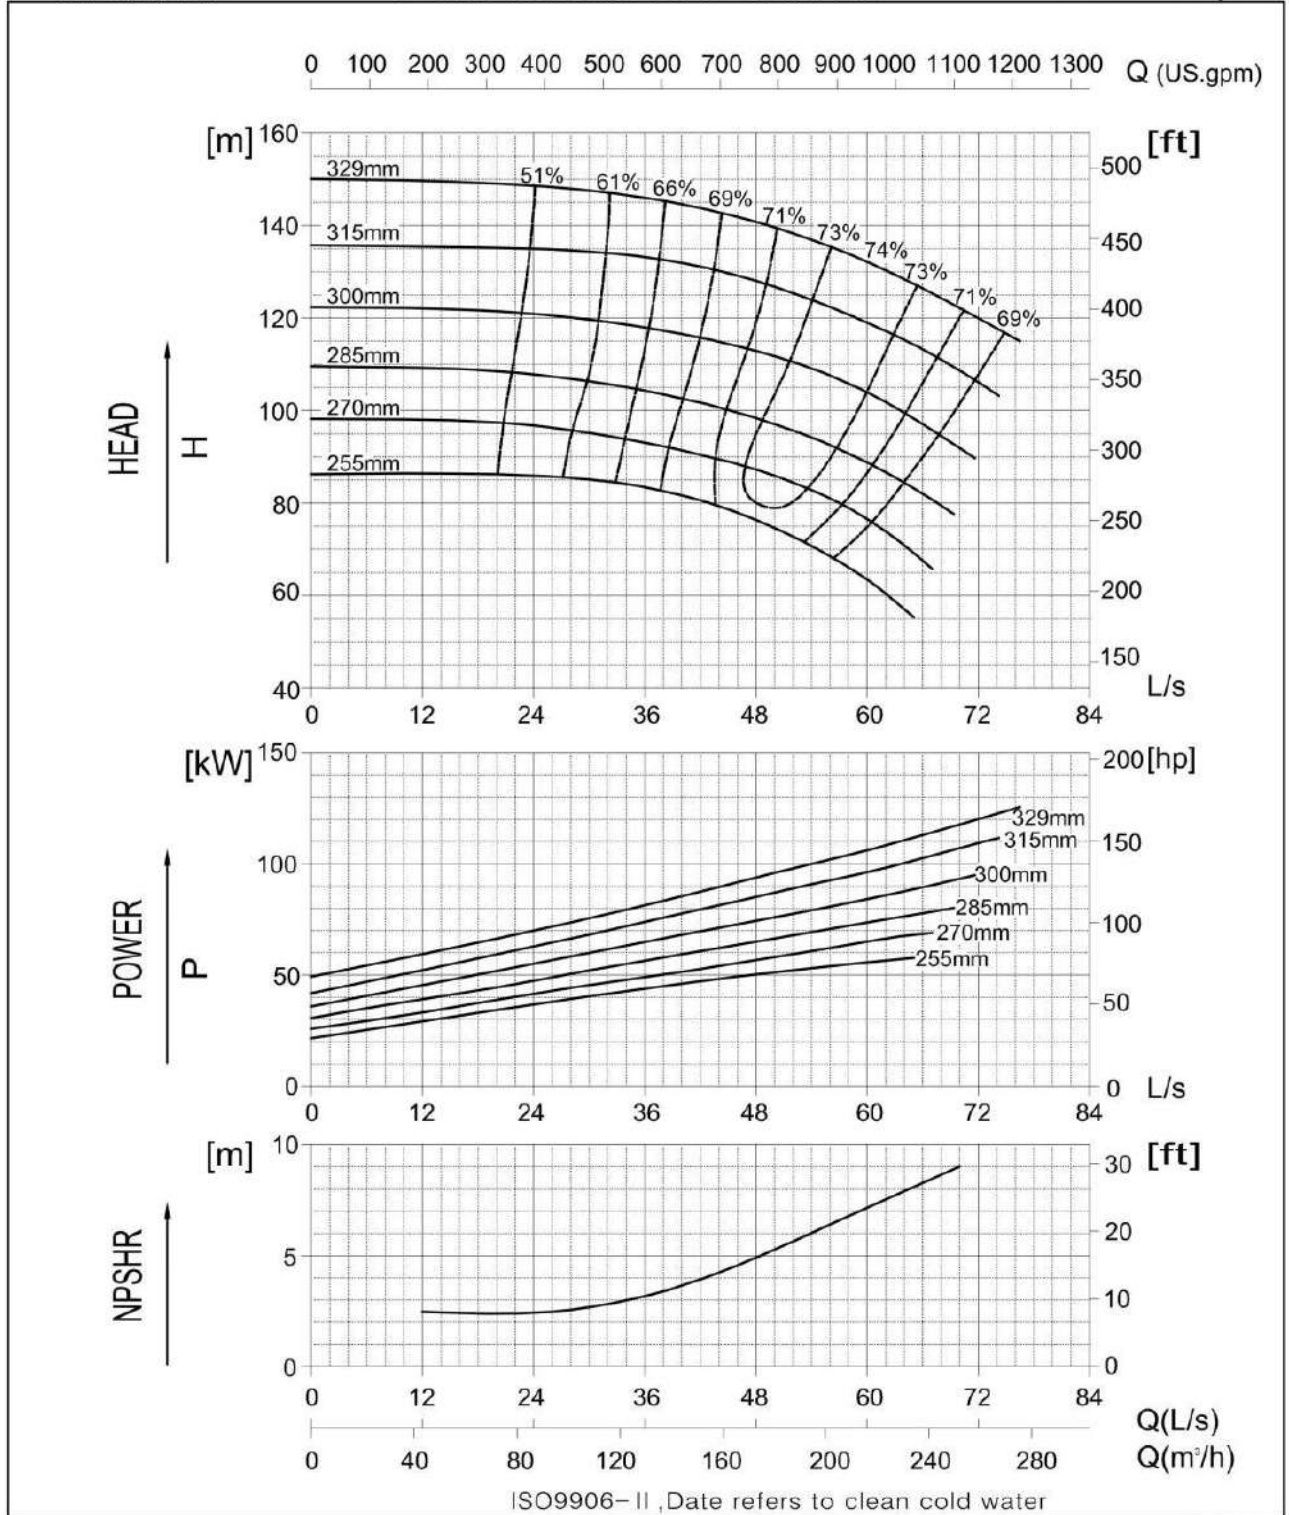 0 100 200 300 400 500 600 700 800 900 1000 1100 1200 1300 Q (US.gpm)
[m] 160 [ft]
500
329mm 51% 61% 66% 69% 71% 73% 74% 73% 71% 69%
140 450
315mm
300mm 400
120
285mm 350
100
270mm
300
255mm
80 250
60 200
150
40 L/s
0 12 24 36 48 60 72 84
HEAD
H
[kW] 150 200 [hp]
329mm
315mm 150
100
300mm
285mm 100
270mm
255mm
50
50
0 0 L/s
0 12 24 36 48 60 72 84
POWER
P
[m] 10 30 [ft]
20
5
10
0 0
0 12 24 36 48 60 72 84
NPSHR
Q(L/s)
0 40 80 120 160 200 240 280 Q(m³/h)
ISO9906-II ,Date refers to clean cold water